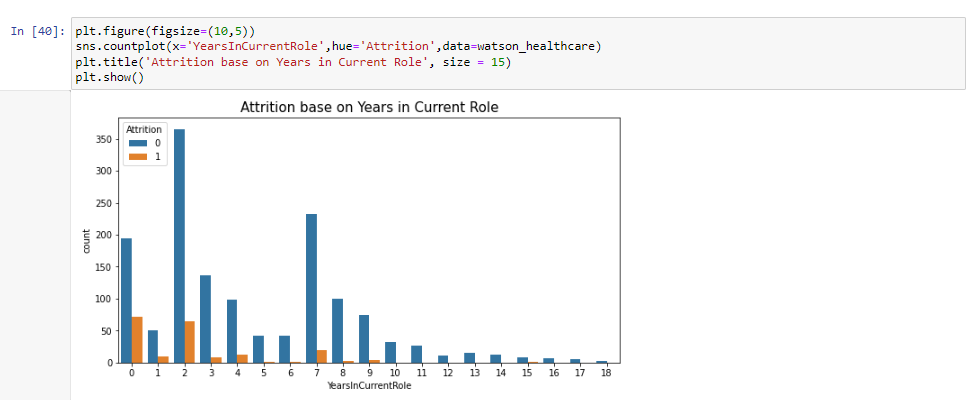 In [40]: plt.figure(figsize=(10,5))
sns.countplot(x='YearsInCurrentRole',hue='Attrition',data=watson_healthcare)
plt.title('Attrition base on Years in Current Role', size = 15)
plt.show()
Attrition base on Years in Current Role
Attrition
0
1
350
300
250
200
150
100
50
0
count
0 1 2 3 4 5 6 7 8 9 10 11 12 13 14 15 16 17 18
YearsInCurrentRole